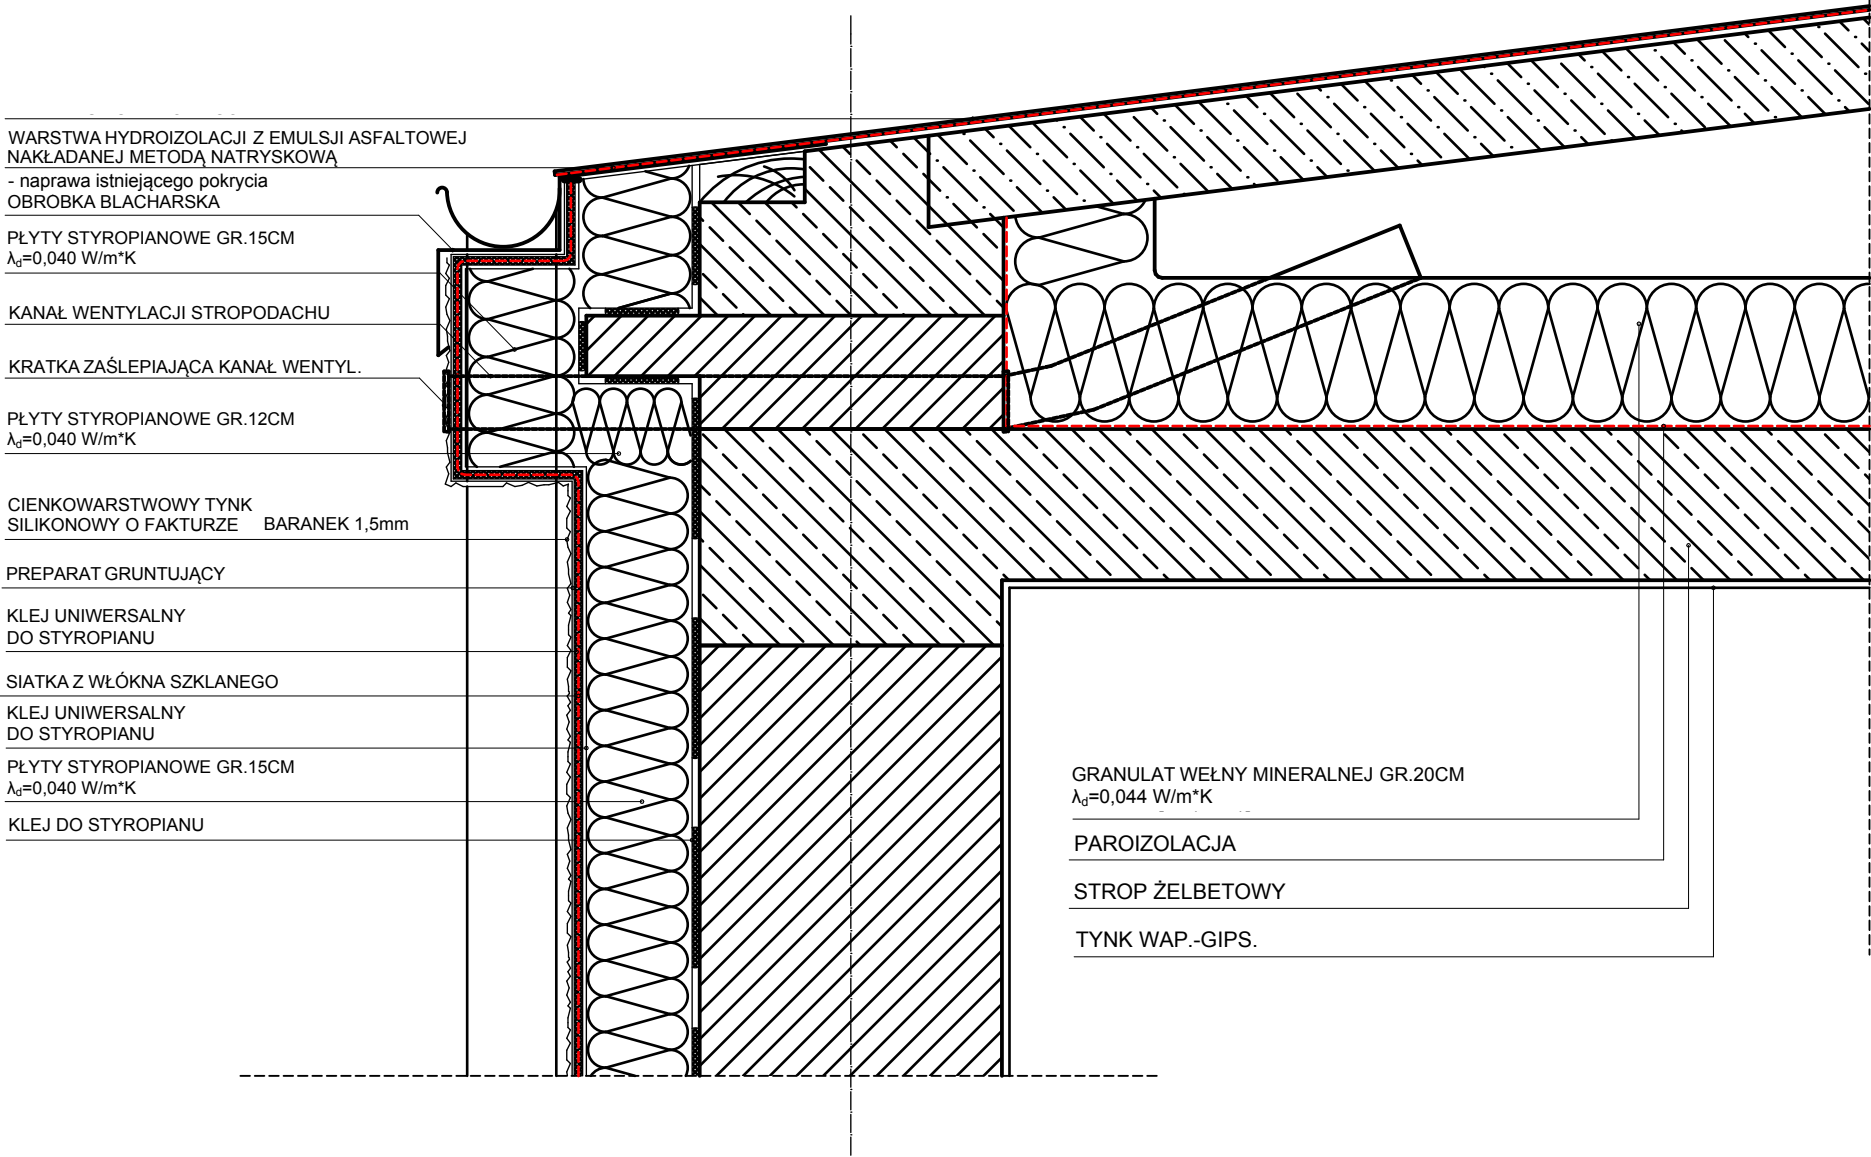 WARSTWA HYDROIZOLACJI Z EMULSJI ASFALTOWEJ
NAKŁADANEJ METODĄ NATRYSKOWĄ
- naprawa istniejącego pokrycia
OBROBKA BLACHARSKA
PŁYTY STYROPIANOWE GR.15CM
λd=0,040 W/m*K
KANAŁ WENTYLACJI STROPODACHU
KRATKA ZAŚLEPIAJĄCA KANAŁ WENTYL.
PŁYTY STYROPIANOWE GR.12CM
λd=0,040 W/m*K
CIENKOWARSTWOWY TYNK
SILIKONOWY O FAKTURZE BARANEK 1,5mm
PREPARAT GRUNTUJĄCY
KLEJ UNIWERSALNY
DO STYROPIANU
SIATKA Z WŁÓKNA SZKLANEGO
KLEJ UNIWERSALNY
DO STYROPIANU
PŁYTY STYROPIANOWE GR.15CM
λd=0,040 W/m*K
KLEJ DO STYROPIANU
GRANULAT WEŁNY MINERALNEJ GR.20CM
λd=0,044 W/m*K
PAROIZOLACJA
STROP ŻELBETOWY
TYNK WAP.-GIPS.